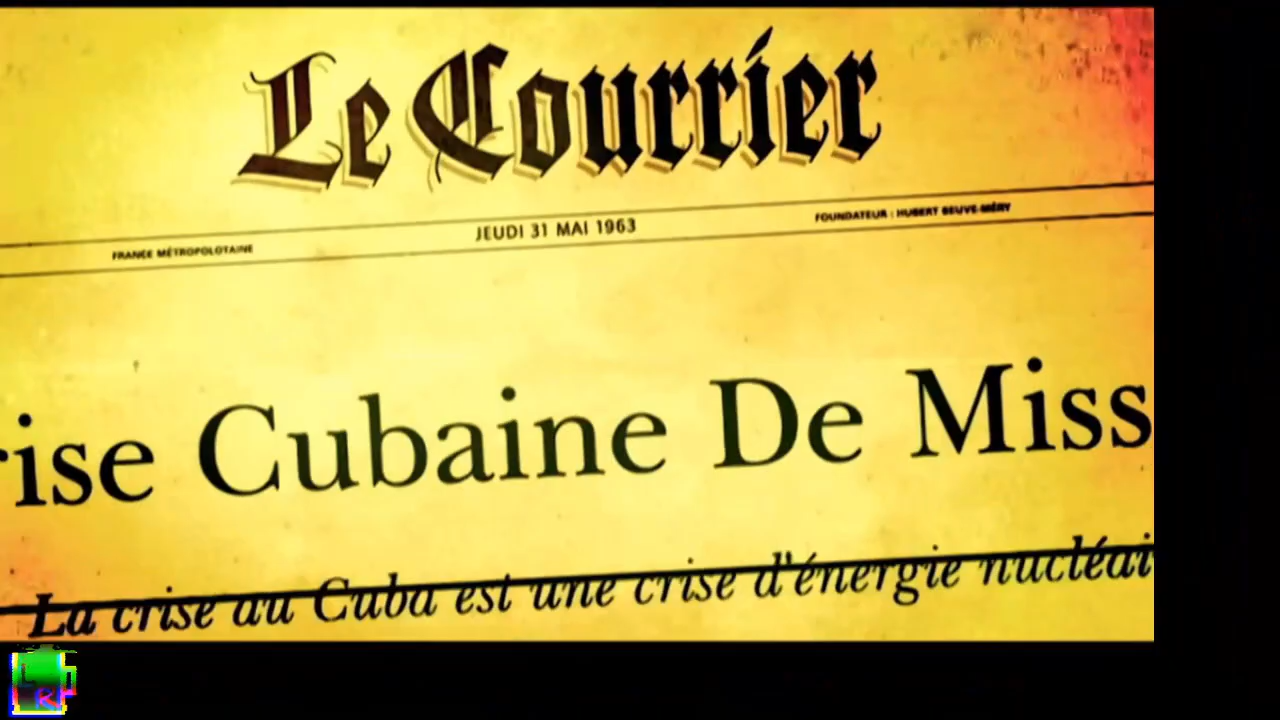 Le Courríer
FRANCE MÉTROPOLOTAINE JEUDI 31 MAI 1963 FOUNDATEUR : HUBERT BEUVE-MÉRY
rise Cubaine De Miss
La crise au Cuba est une crise d'énergie nucléai